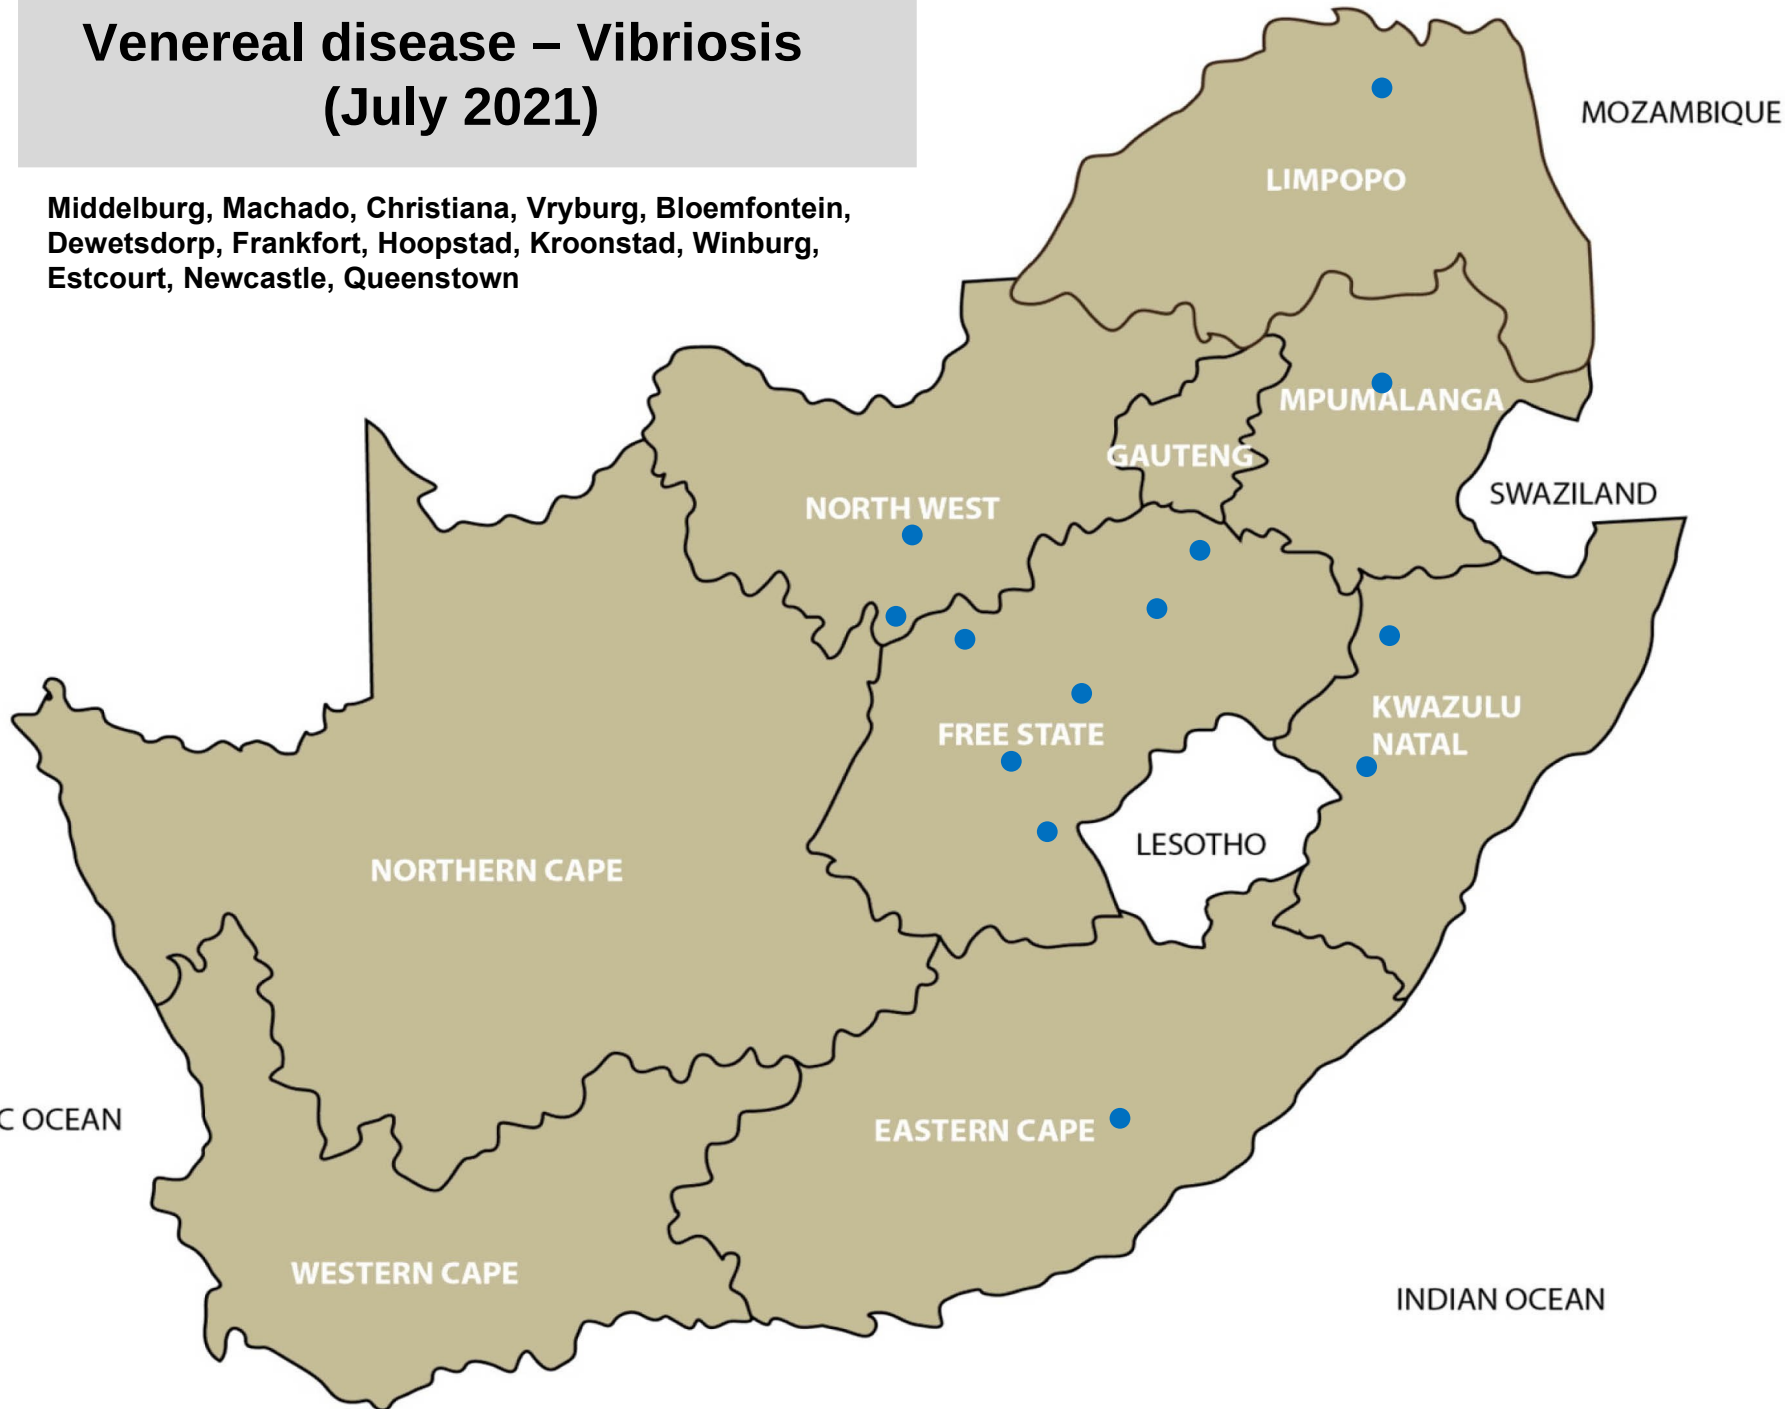 Venereal disease – Vibriosis
(July 2021)
Middelburg, Machado, Christiana, Vryburg, Bloemfontein,
Dewetsdorp, Frankfort, Hoopstad, Kroonstad, Winburg,
Estcourt, Newcastle, Queenstown
MOZAMBIQUE
LIMPOPO
MPUMALANGA
GAUTENG
SWAZILAND
NORTH WEST
KWAZULU
NATAL
FREE STATE
LESOTHO
NORTHERN CAPE
C OCEAN
EASTERN CAPE
WESTERN CAPE
INDIAN OCEAN